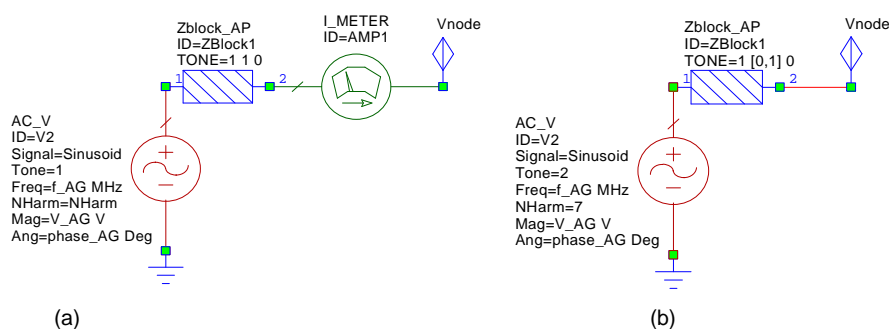 Zblock_AP
ID=ZBlock1
TONE=1 1 0
I_METER
ID=AMP1
Vnode
1
2
AC_V
ID=V2
Signal=Sinusoid
Tone=1
Freq=f_AG MHz
NHarm=NHarm
Mag=V_AG V
Ang=phase_AG Deg
(a)
Zblock_AP
ID=ZBlock1
TONE=1 [0,1] 0
Vnode
1
2
AC_V
ID=V2
Signal=Sinusoid
Tone=2
Freq=f_AG MHz
NHarm=7
Mag=V_AG V
Ang=phase_AG Deg
(b)